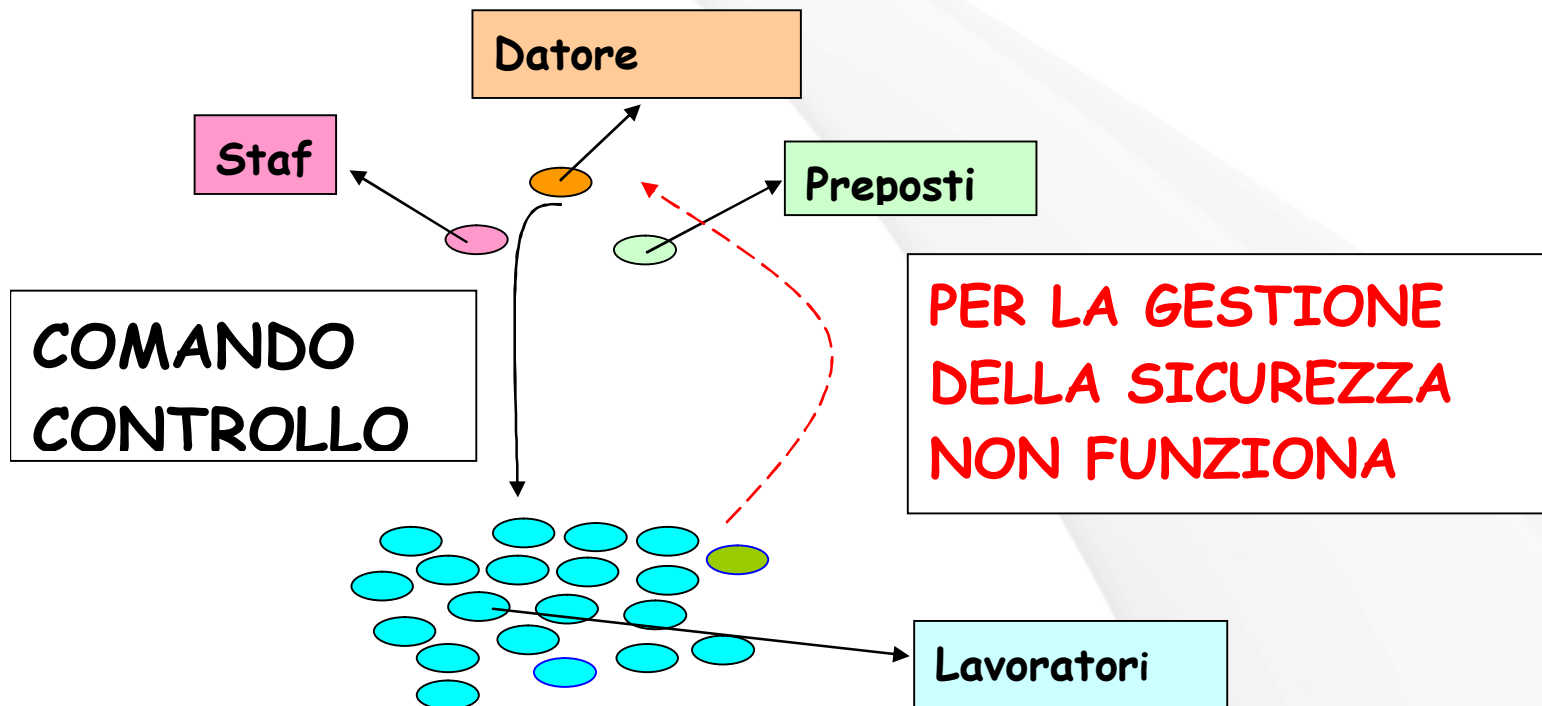 Datore
Staf
Preposti
COMANDO
CONTROLLO
PER LA GESTIONE
DELLA SICUREZZA
NON FUNZIONA
Lavoratori